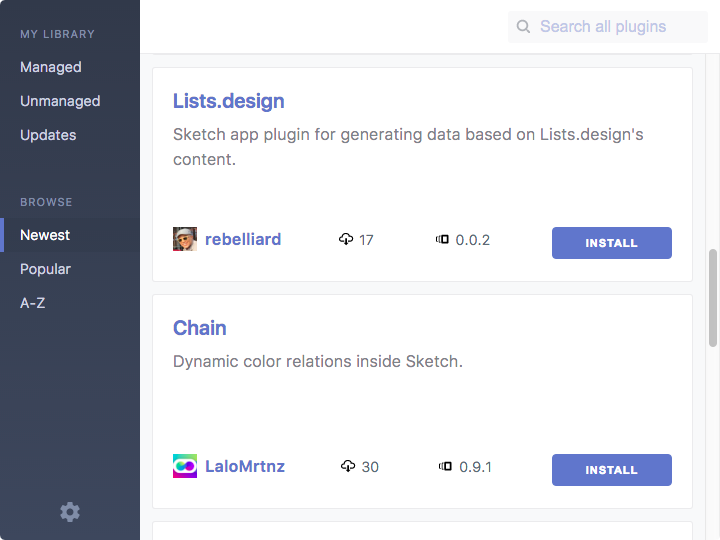 MY LIBRARY
Managed
Unmanaged
Updates
BROWSE
Newest
Popular
A-Z
Search all plugins
Lists.design
Sketch app plugin for generating data based on Lists.design's
content.
rebelliard
17
0.0.2
INSTALL
Chain
Dynamic color relations inside Sketch.
LaloMrtnz
30
0.9.1
INSTALL